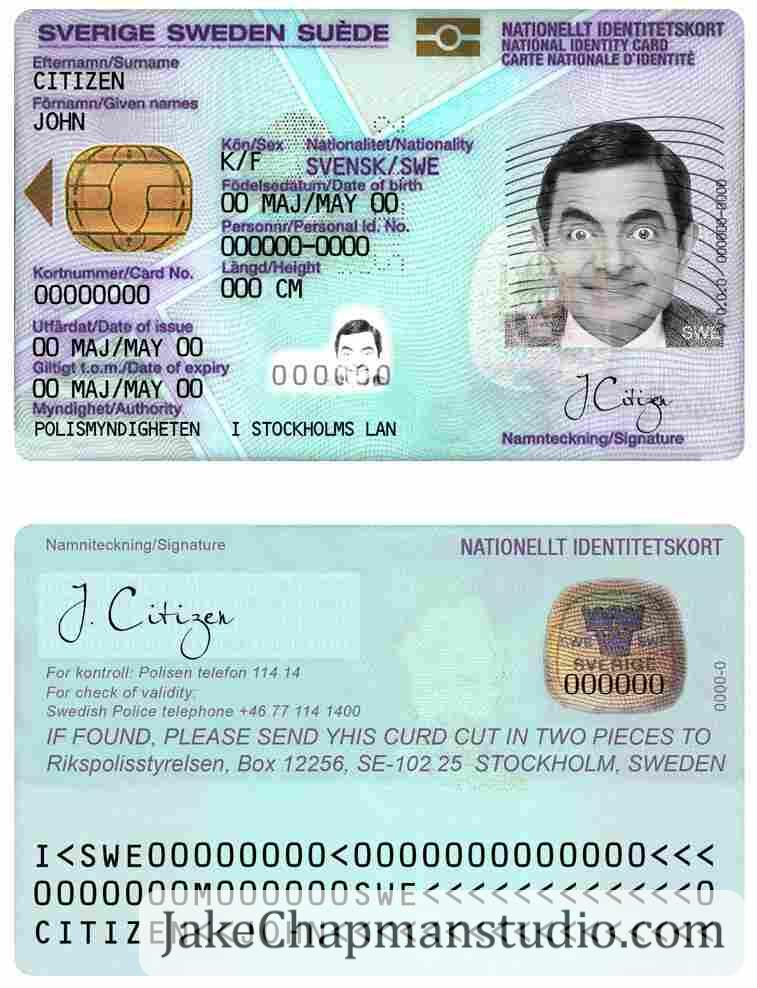 SVERIGE SWEDEN SUÈDE
NATIONELLT IDENTITETSKORT
NATIONAL IDENTITY CARD
CARTE NATIONALE D'IDENTITÉ
Efternamn/Surname
CITIZEN
Förnamn/Given names
JOHN
Kön/Sex Nationalitet/Nationality
K/F SVENSK/SWE
Födelsedatum/Date of birth
00 MAJ/MAY 00
Personnr/Personal Id. No.
000000-0000
Längd/Height
000 CM
Kortnummer/Card No.
00000000
Utfärdat/Date of issue
00 MAJ/MAY 00
Giltigt t.o.m./Date of expiry
00 MAJ/MAY 00
Myndighet/Authority
POLISMYNDIGHETEN I STOCKHOLMS LAN
000000
SWE
J Citizen
Namnteckning/Signature
Namniteckning/Signature
NATIONELLT IDENTITETSKORT
J. Citizen
SWE SWE
SVERIGE
000000
0000-0
For kontroll: Polisen telefon 114 14
For check of validity:
Swedish Police telephone +46 77 114 1400
IF FOUND, PLEASE SEND YHIS CURD CUT IN TWO PIECES TO
Rikspolisstyrelsen, Box 12256, SE-102 25 STOCKHOLM, SWEDEN
I<SWE00000000<0000000000000<<<
0000000M000000SWE<<<<<<<<<<<<0
CITIZEN<<JOHN<<<<<<<<<<<<<<<<<
JakeChapmanstudio.com